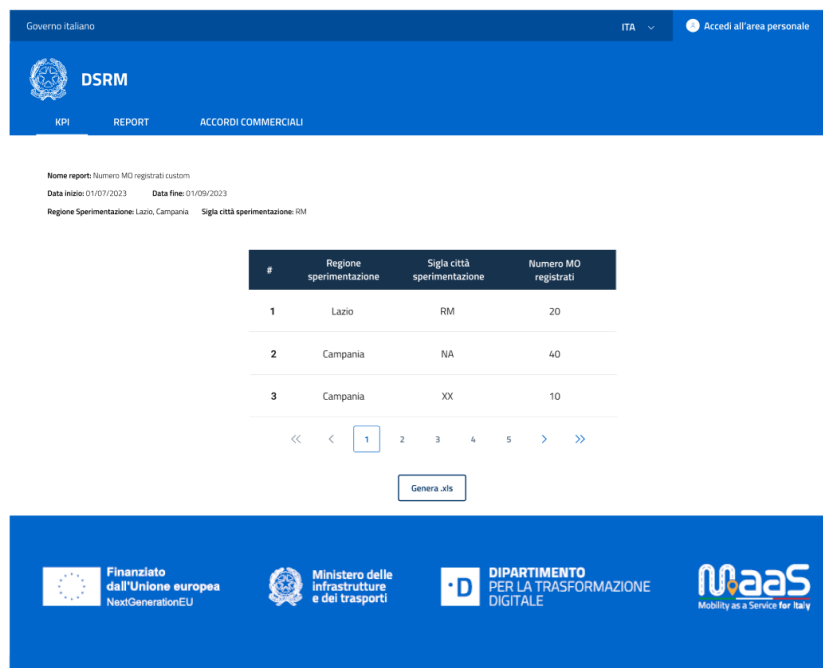 Governo italiano
ITA
Accedi all'area personale
DSRM
KPI REPORT ACCORDI COMMERCIALI
Nome report: Numero MO registrati custom
Data inizio: 01/07/2023 Data fine: 01/09/2023
Regione Sperimentazione: Lazio, Campania Sigla città sperimentazione: RM
# Regione sperimentazione Sigla città sperimentazione Numero MO registrati
1 Lazio RM 20
2 Campania NA 40
3 Campania XX 10
1 2 3 4 5
Genera .xls
Finanziato
dall'Unione europea
NextGenerationEU
Ministero delle
infrastrutture
e dei trasporti
·D
DIPARTIMENTO
PER LA TRASFORMAZIONE
DIGITALE
MaaS
Mobility as a Service for Italy